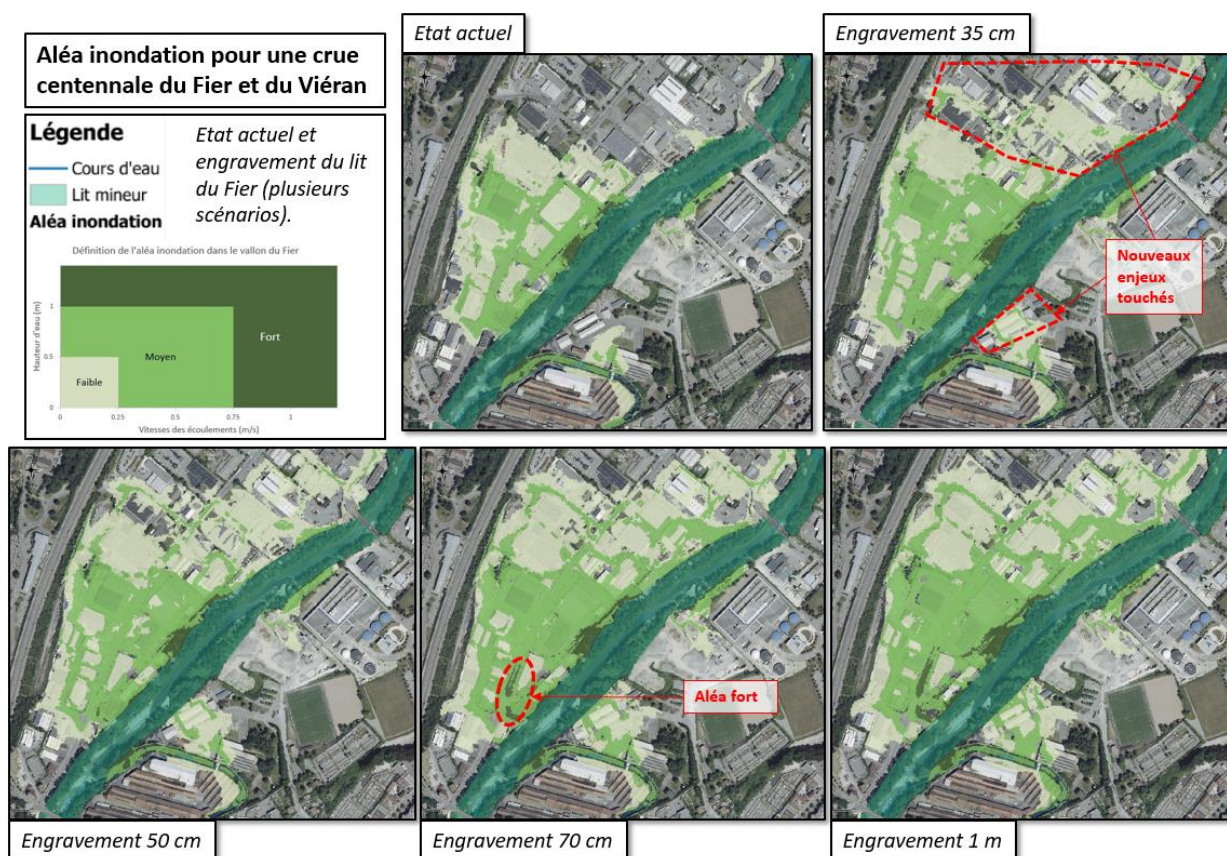 Aléa inondation pour une crue
centennale du Fier et du Viéran
Légende
Cours d'eau
Lit mineur
Aléa inondation
Etat actuel et
engravement du lit
du Fier (plusieurs
scénarios).
Définition de l'aléa inondation dans le vallon du Fier
Hauteur d'eau (m)
1
0.5
0
Fort
Moyen
Faible
0
0.25
0.5
0.75
1
Vitesses des écoulements (m/s)
Etat actuel
Engravement 35 cm
Nouveaux
enjeux
touchés
Engravement 50 cm
Engravement 70 cm
Aléa fort
Engravement 1 m